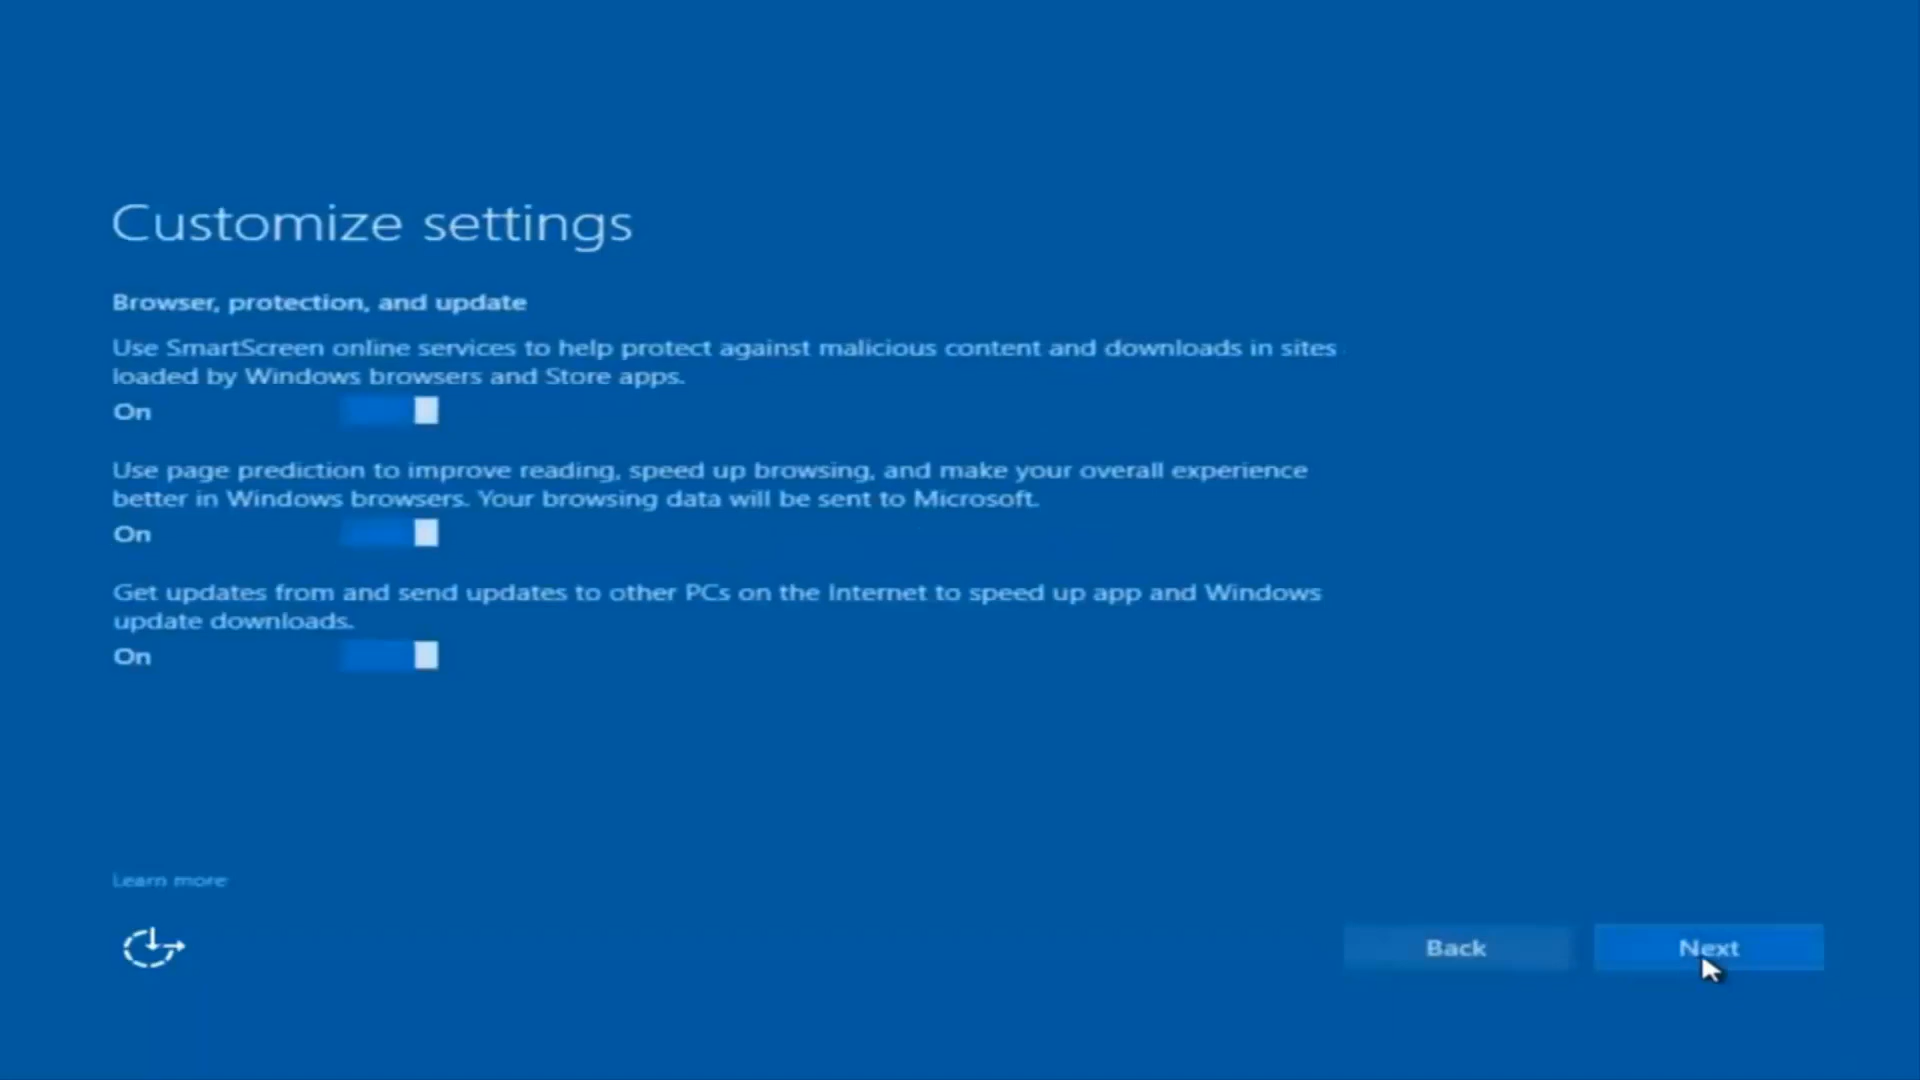 Customize settings
Browser, protection, and update
Use SmartScreen online services to help protect against malicious content and downloads in sites
loaded by Windows browsers and Store apps.
On
Use page prediction to improve reading, speed up browsing, and make your overall experience
better in Windows browsers. Your browsing data will be sent to Microsoft.
On
Get updates from and send updates to other PCs on the Internet to speed up app and Windows
update downloads.
On
Learn more
Back
Next